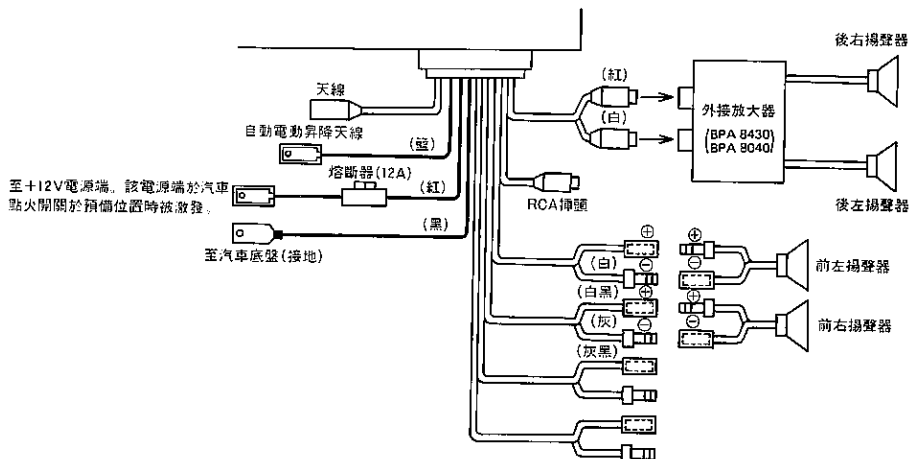 後右揚聲器
(紅)
天線
外接放大器
(BPA 8430)
(BPA 8040)
(白)
自動電動昇降天線
(藍)
熔斷器(12A)
至+12V電源端。該電源端於汽車
點火開關於預備位置時被激發。
(紅)
RCA揷頭
後左揚聲器
(黑)
至汽車底盤(接地)
⊕
⊕
(白)
⊖
⊖
前左揚聲器
(白黑)
⊕
⊕
(灰)
⊖
⊖
前右揚聲器
(灰黑)